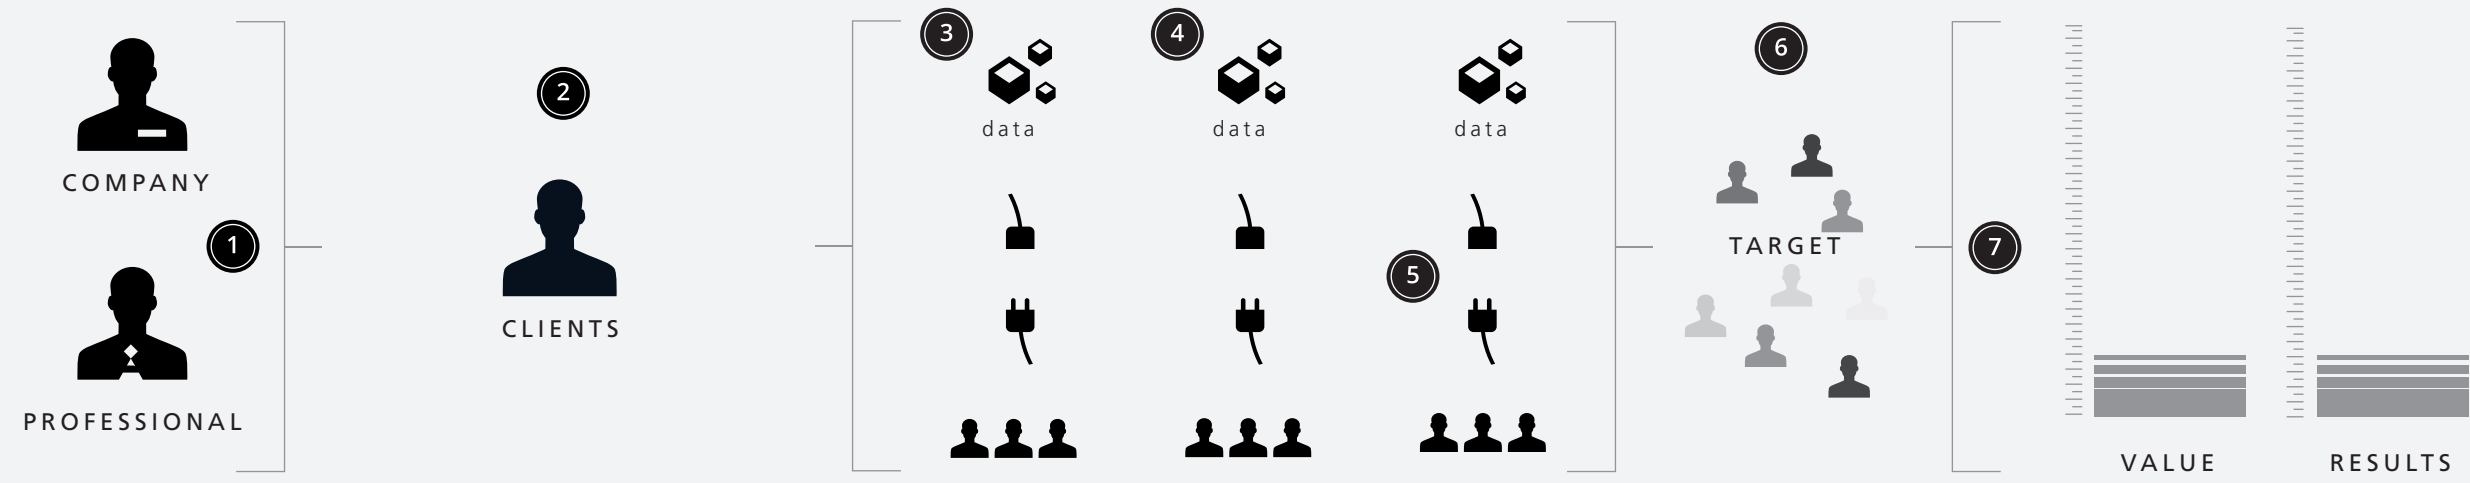 COMPANY
1
PROFESSIONAL
2
CLIENTS
3
data
4
data
data
5
6
TARGET
7
VALUE
RESULTS